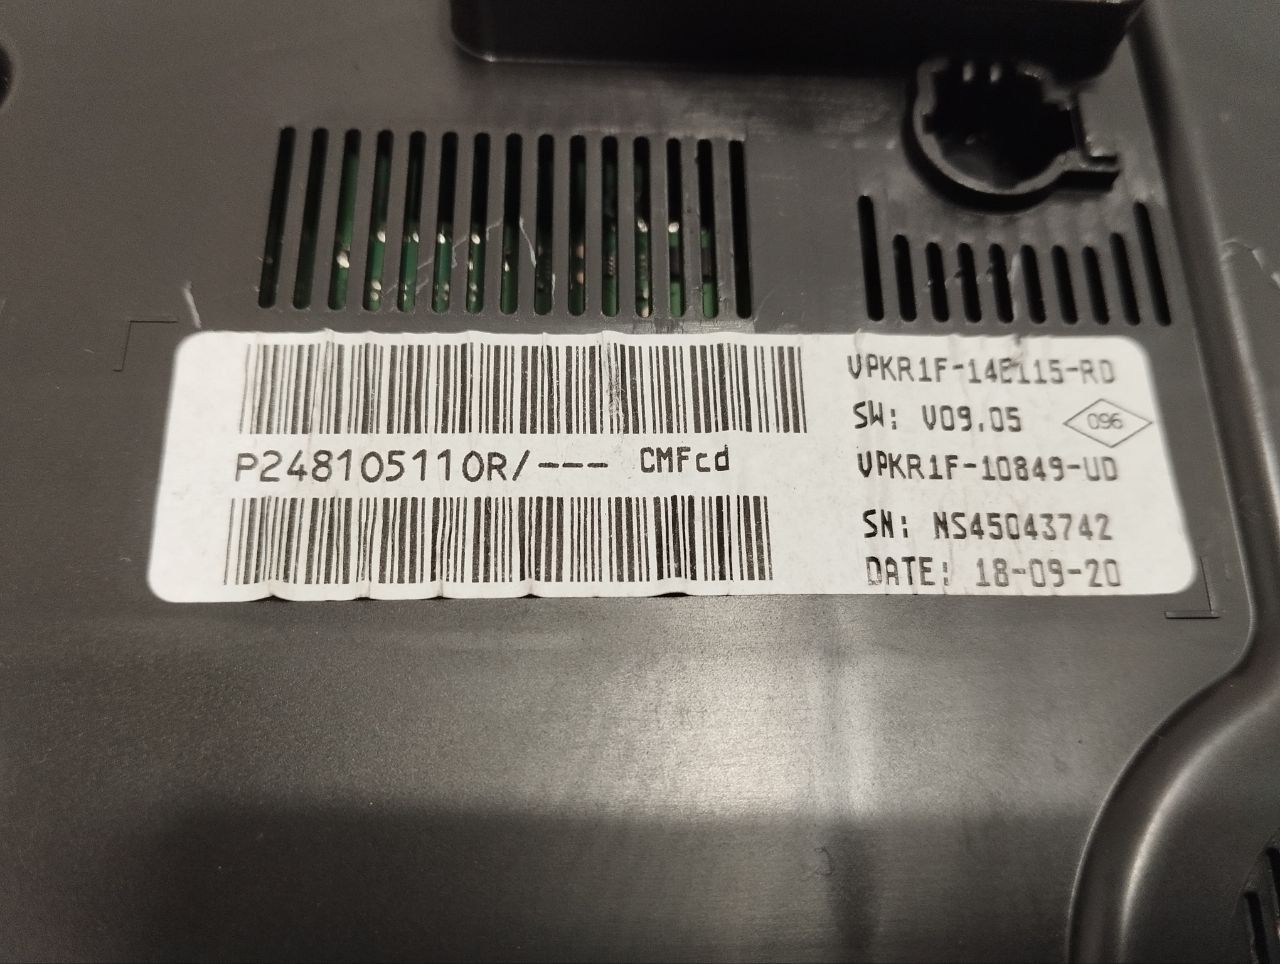 VPKR1F-14E115-RD
SW: V09.05
096
P248105110R/--- CMFcd
VPKR1F-10849-UD
SN: NS45043742
DATE: 18-09-20